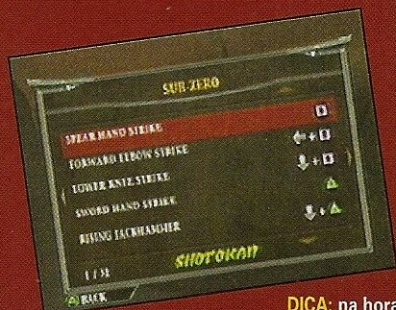 SUB-ZERO
SPEAR HAND STRIKE
FORWARD ELBOW STRIKE
LOWER KNEE STRIKE
SWORD HAND STRIKE
RISING JACKHAMMER
1 / 31
SHOTOKAN
BACK
DICA: na hora